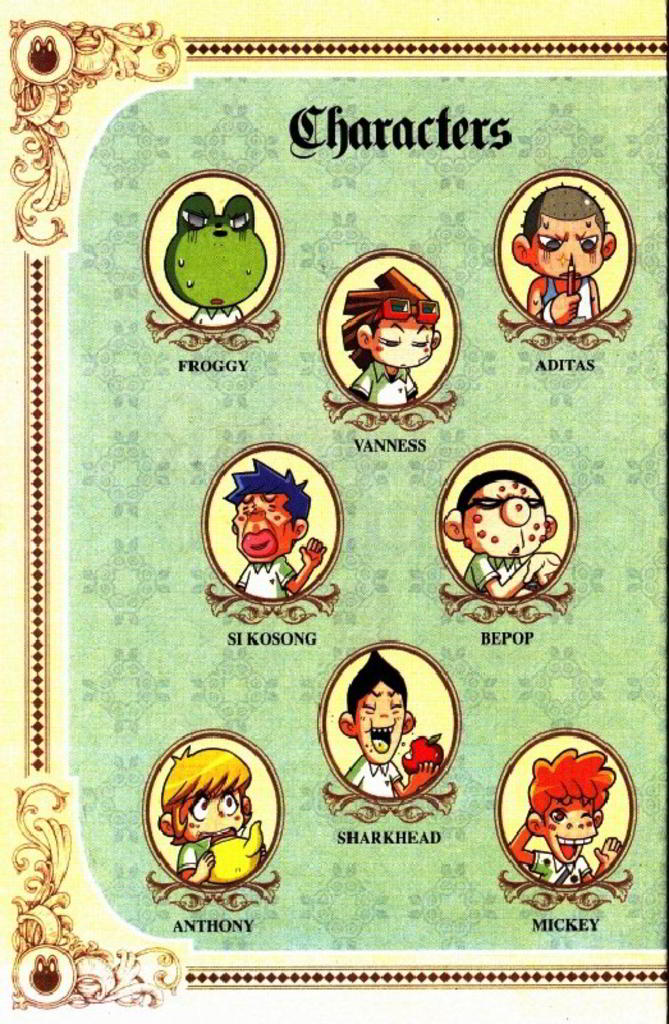 Characters
FROGGY
ADITAS
VANNESS
SI KOSONG
BEPOP
SHARKHEAD
ANTHONY
MICKEY